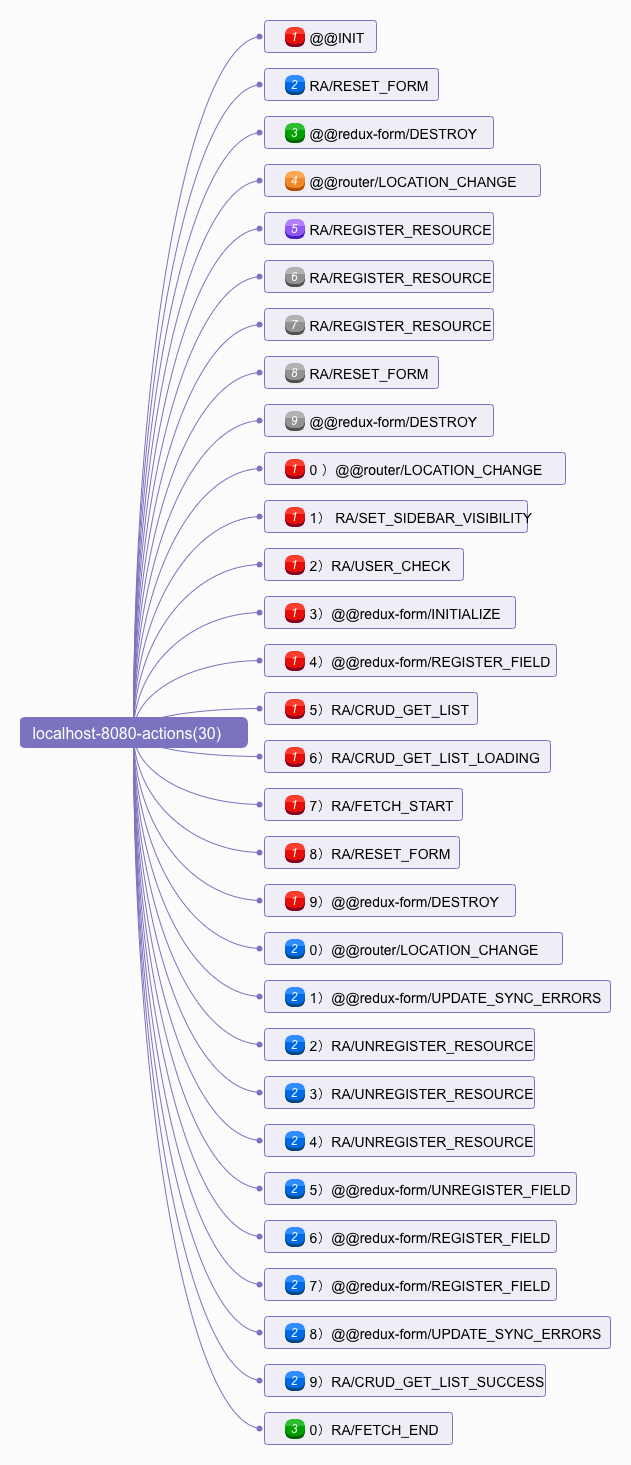 1 @@INIT
2 RA/RESET_FORM
3 @@redux-form/DESTROY
4 @@router/LOCATION_CHANGE
5 RA/REGISTER_RESOURCE
6 RA/REGISTER_RESOURCE
7 RA/REGISTER_RESOURCE
8 RA/RESET_FORM
9 @@redux-form/DESTROY
1 0 ）@@router/LOCATION_CHANGE
1 1） RA/SET_SIDEBAR_VISIBILITY
1 2）RA/USER_CHECK
1 3）@@redux-form/INITIALIZE
1 4）@@redux-form/REGISTER_FIELD
1 5）RA/CRUD_GET_LIST
localhost-8080-actions(30)
1 6）RA/CRUD_GET_LIST_LOADING
1 7）RA/FETCH_START
1 8）RA/RESET_FORM
1 9）@@redux-form/DESTROY
2 0）@@router/LOCATION_CHANGE
2 1）@@redux-form/UPDATE_SYNC_ERRORS
2 2）RA/UNREGISTER_RESOURCE
2 3）RA/UNREGISTER_RESOURCE
2 4）RA/UNREGISTER_RESOURCE
2 5）@@redux-form/UNREGISTER_FIELD
2 6）@@redux-form/REGISTER_FIELD
2 7）@@redux-form/REGISTER_FIELD
2 8）@@redux-form/UPDATE_SYNC_ERRORS
2 9）RA/CRUD_GET_LIST_SUCCESS
3 0）RA/FETCH_END